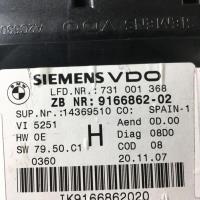 SIEMENS VDO
LFD.NR.:731 001 368
ZB NR:9166862-02
SUP.Nr.:14369510 CO: SPAIN-1
VI 5251 Aend 0D.00
HW 0E H Diag 08D0
SW 79.50.C1 COD 08
0360 20.11.07
IK9166862020